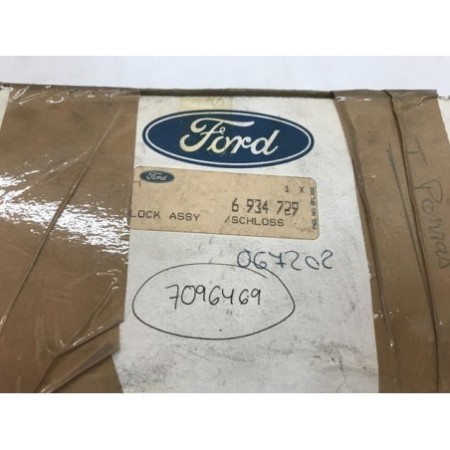 Ford
Ford
1 X
6 934 729
LOCK ASSY /SCHLOSS
067202
7096469